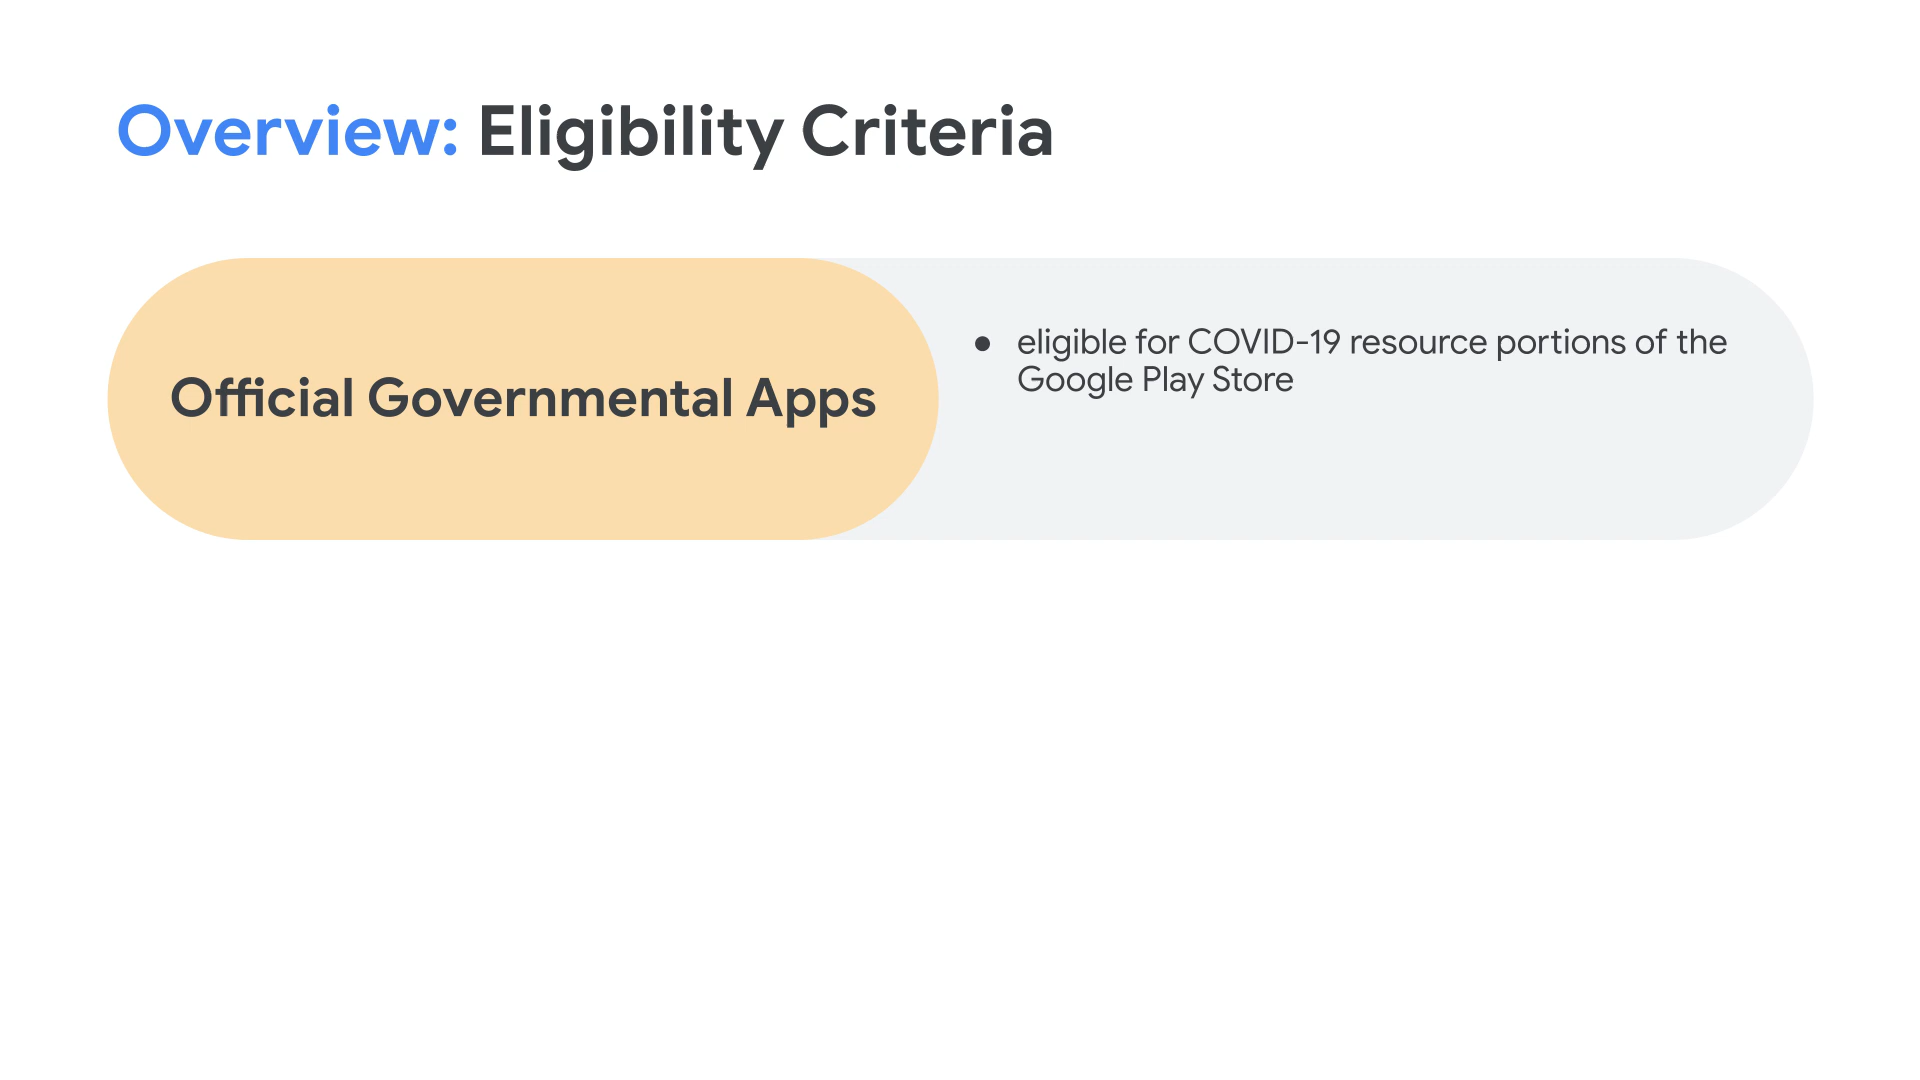 Overview: Eligibility Criteria
Official Governmental Apps
● eligible for COVID-19 resource portions of the
Google Play Store